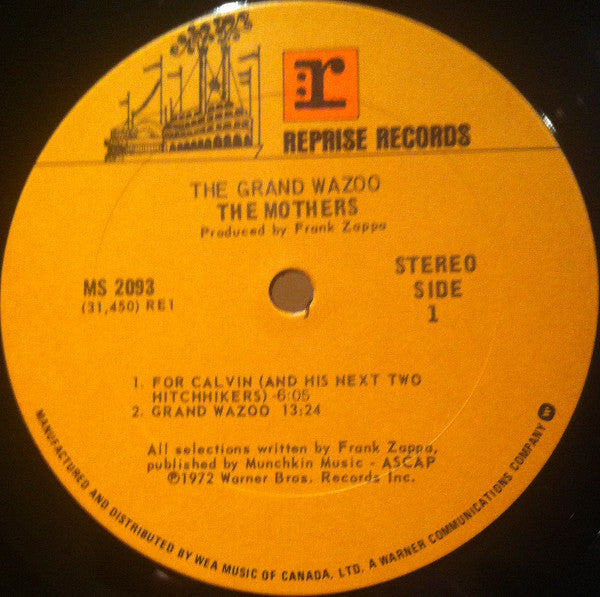 r
REPRISE RECORDS
THE GRAND WAZOO
THE MOTHERS
Produced by Frank Zappa
MS 2093
(31,450) RE1
STEREO
SIDE
1
1. FOR CALVIN (AND HIS NEXT TWO
HITCHHIKERS) -6:05
2. GRAND WAZOO 13:24
All selections written by Frank Zappa,
published by Munchkin Music - ASCAP
℗1972 Warner Bros. Records Inc.
MANUFACTURED AND DISTRIBUTED BY WEA MUSIC OF CANADA, LTD. A WARNER COMMUNICATIONS COMPANY